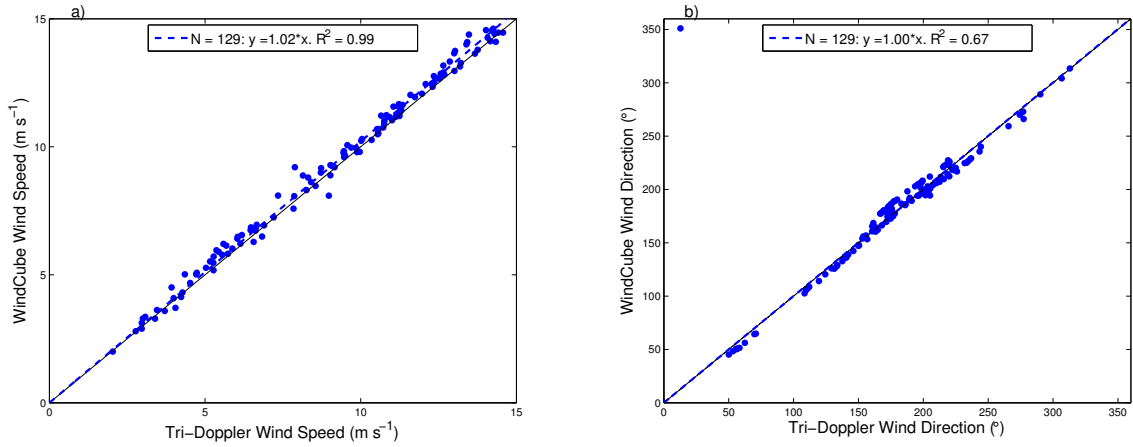 a)
N = 129: y =1.02*x. R² = 0.99
15
10
5
0
0 5 10 15
WindCube Wind Speed (m s⁻¹)
Tri−Doppler Wind Speed (m s⁻¹)
b)
N = 129: y =1.00*x. R² = 0.67
350
300
250
200
150
100
50
0
0 50 100 150 200 250 300 350
WindCube Wind Direction (°)
Tri−Doppler Wind Direction (°)